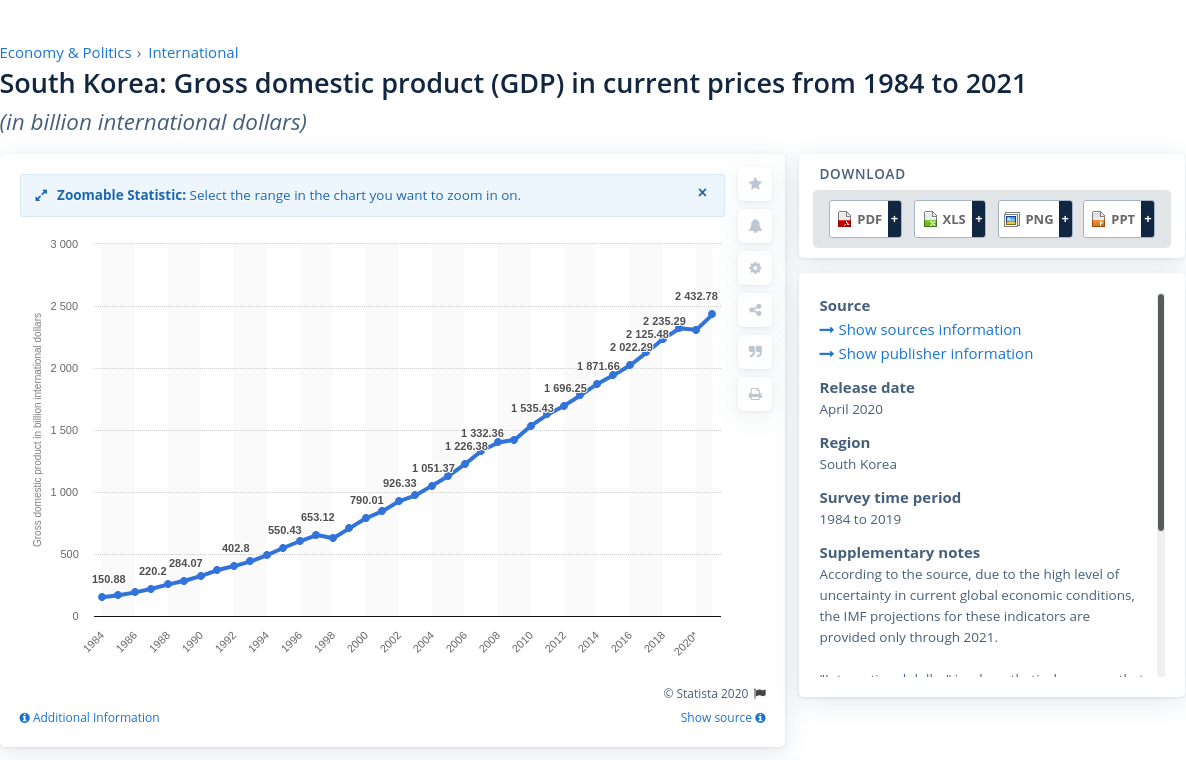 Economy & Politics › International
South Korea: Gross domestic product (GDP) in current prices from 1984 to 2021
(in billion international dollars)
Zoomable Statistic: Select the range in the chart you want to zoom in on.
×
Gross domestic product in billion international dollars
3 000
2 500
2 000
1 500
1 000
500
0
150.88
220.2
284.07
402.8
550.43
653.12
790.01
926.33
1 051.37
1 226.38
1 332.36
1 535.43
1 696.25
1 871.66
2 022.29
2 125.48
2 235.29
2 432.78
1984
1986
1988
1990
1992
1994
1996
1998
2000
2002
2004
2006
2008
2010
2012
2014
2016
2018
2020*
© Statista 2020
Additional Information
Show source
DOWNLOAD
PDF + XLS + PNG + PPT +
Source
Show sources information
Show publisher information
Release date
April 2020
Region
South Korea
Survey time period
1984 to 2019
Supplementary notes
According to the source, due to the high level of
uncertainty in current global economic conditions,
the IMF projections for these indicators are
provided only through 2021.